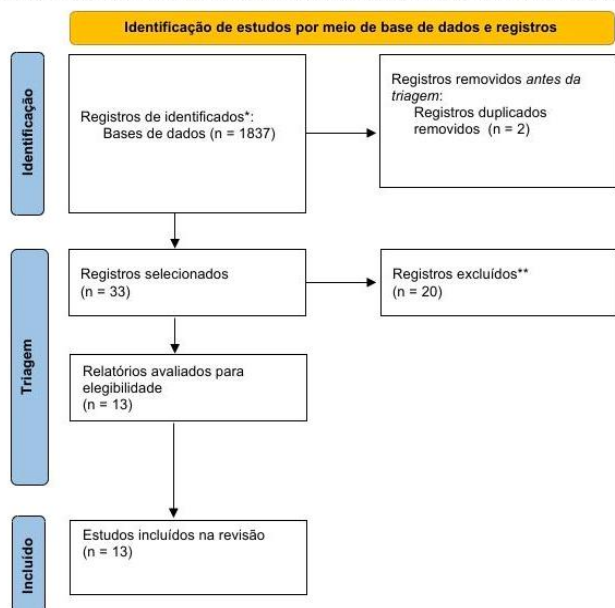 Identificação de estudos por meio de base de dados e registros
Identificação
Registros de identificados*:
Bases de dados (n = 1837)
Registros removidos antes da
triagem:
Registros duplicados
removidos (n = 2)
Triagem
Registros selecionados
(n = 33)
Registros excluídos**
(n = 20)
Relatórios avaliados para
elegibilidade
(n = 13)
Incluído
Estudos incluídos na revisão
(n = 13)